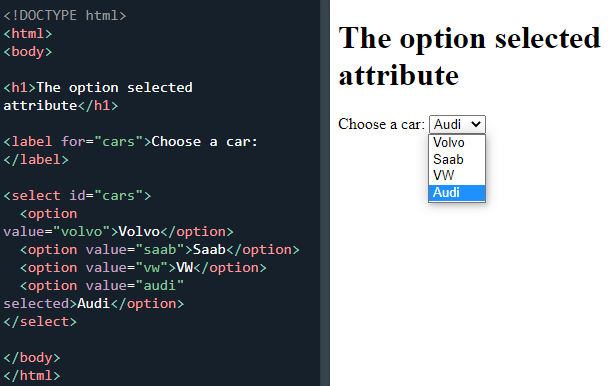 <!DOCTYPE html>
<html>
<body>
<h1>The option selected
attribute</h1>
<label for="cars">Choose a car:
</label>
<select id="cars">
  <option
value="volvo">Volvo</option>
  <option value="saab">Saab</option>
  <option value="vw">VW</option>
  <option value="audi"
selected>Audi</option>
</select>
</body>
</html>
The option selected
attribute
Choose a car: Audi
Volvo
Saab
VW
Audi